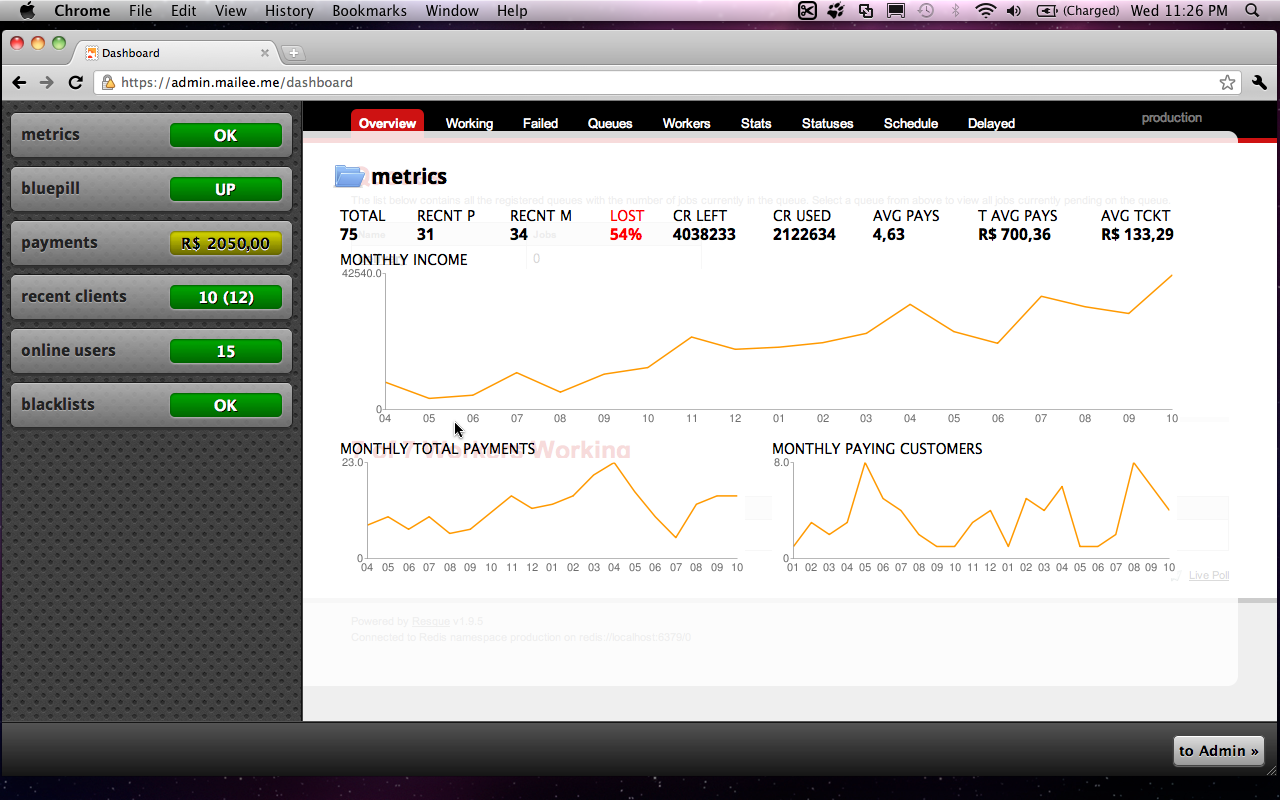 Chrome File Edit View History Bookmarks Window Help (Charged) Wed 11:26 PM
Dashboard
https://admin.mailee.me/dashboard
metrics OK
bluepill UP
payments R$ 2050,00
recent clients 10 (12)
online users 15
blacklists OK
Overview Working Failed Queues Workers Stats Statuses Schedule Delayed production
metrics
The list below contains all the registered queues with the number of jobs currently in the queue. Select a queue from above to view all jobs currently pending on the queue.
TOTAL RECNT P RECNT M LOST CR LEFT CR USED AVG PAYS T AVG PAYS AVG TCKT
75 31 34 54% 4038233 2122634 4,63 R$ 700,36 R$ 133,29
Name Jobs
0
MONTHLY INCOME
42540.0
0
04 05 06 07 08 09 10 11 12 01 02 03 04 05 06 07 08 09 10
Workers Working
MONTHLY TOTAL PAYMENTS
23.0
0
04 05 06 07 08 09 10 11 12 01 02 03 04 05 06 07 08 09 10
MONTHLY PAYING CUSTOMERS
8.0
0
01 02 03 04 05 06 07 08 09 10 11 12 01 02 03 04 05 06 07 08 09 10
Live Poll
Powered by Resque v1.9.5
Connected to Redis namespace production on redis://localhost:6379/0
to Admin »